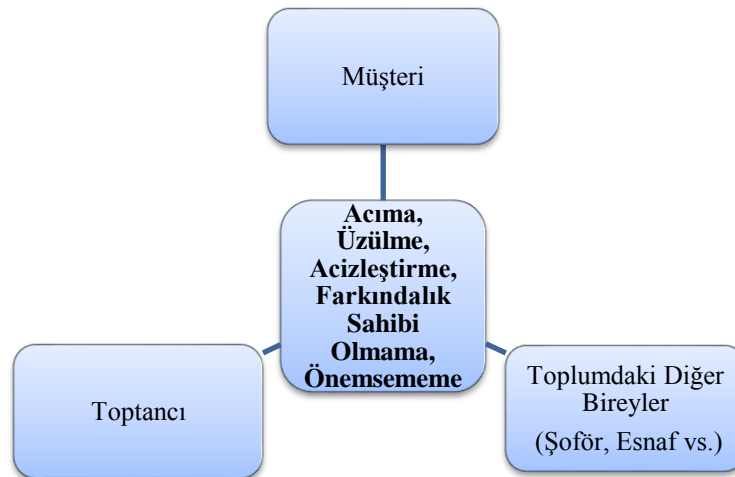 Müşteri
Acıma,
Üzülme,
Acizleştirme,
Farkındalık
Sahibi
Olmama,
Önemsememe
Toptancı
Toplumdaki Diğer
Bireyler
(Şoför, Esnaf vs.)